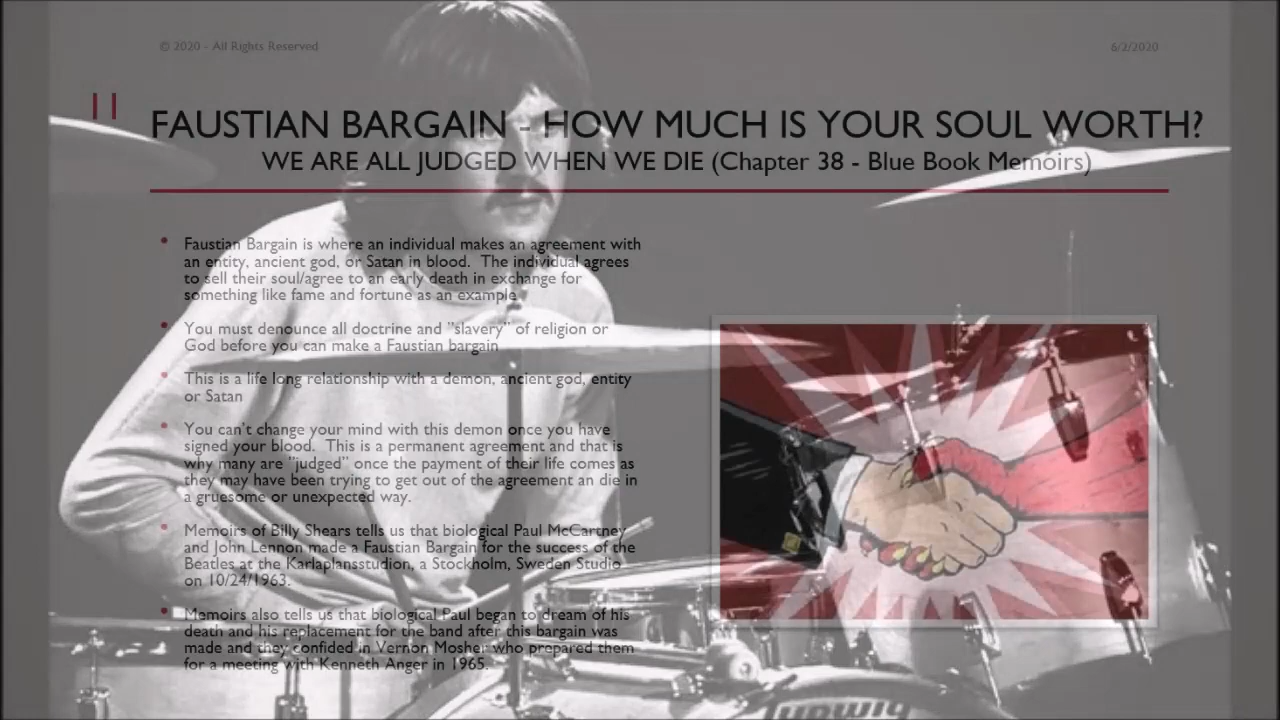 © 2020 - All Rights Reserved
6/2/2020
"
FAUSTIAN BARGAIN - HOW MUCH IS YOUR SOUL WORTH?
WE ARE ALL JUDGED WHEN WE DIE (Chapter 38 - Blue Book Memoirs)
• Faustian Bargain is where an individual makes an agreement with
an entity, ancient god, or Satan in blood. The individual agrees
to sell their soul/agree to an early death in exchange for
something like fame and fortune as an example.
• You must denounce all doctrine and "slavery" of religion or
God before you can make a Faustian bargain
• This is a life long relationship with a demon, ancient god, entity
or Satan
• You can't change your mind with this demon once you have
signed your blood. This is a permanent agreement and that is
why many are "judged" once the payment of their life comes as
they may have been trying to get out of the agreement an die in
a gruesome or unexpected way.
• Memoirs of Billy Shears tells us that biological Paul McCartney
and John Lennon made a Faustian Bargain for the success of the
Beatles at the Karlaplansstudion, a Stockholm, Sweden Studio
on 10/24/1963.
• Memoirs also tells us that biological Paul began to dream of his
death and his replacement for the band after this bargain was
made and they confided in Vernon Mosher who prepared them
for a meeting with Kenneth Anger in 1965.